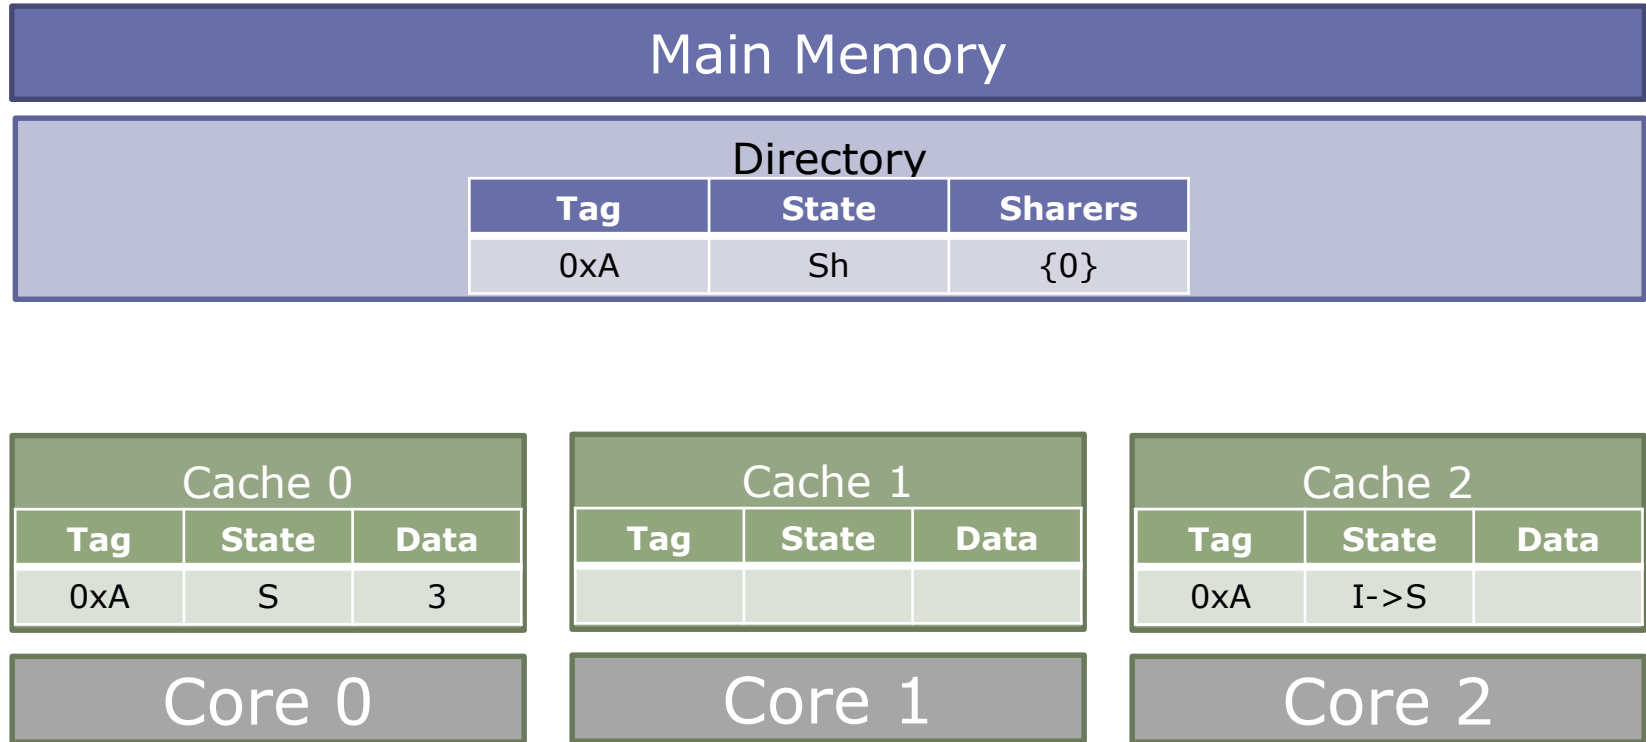 Main Memory
Directory
Tag State Sharers
0xA Sh {0}
Cache 0
Tag State Data
0xA S 3
Cache 1
Tag State Data
Cache 2
Tag State Data
0xA I->S
Core 0
Core 1
Core 2